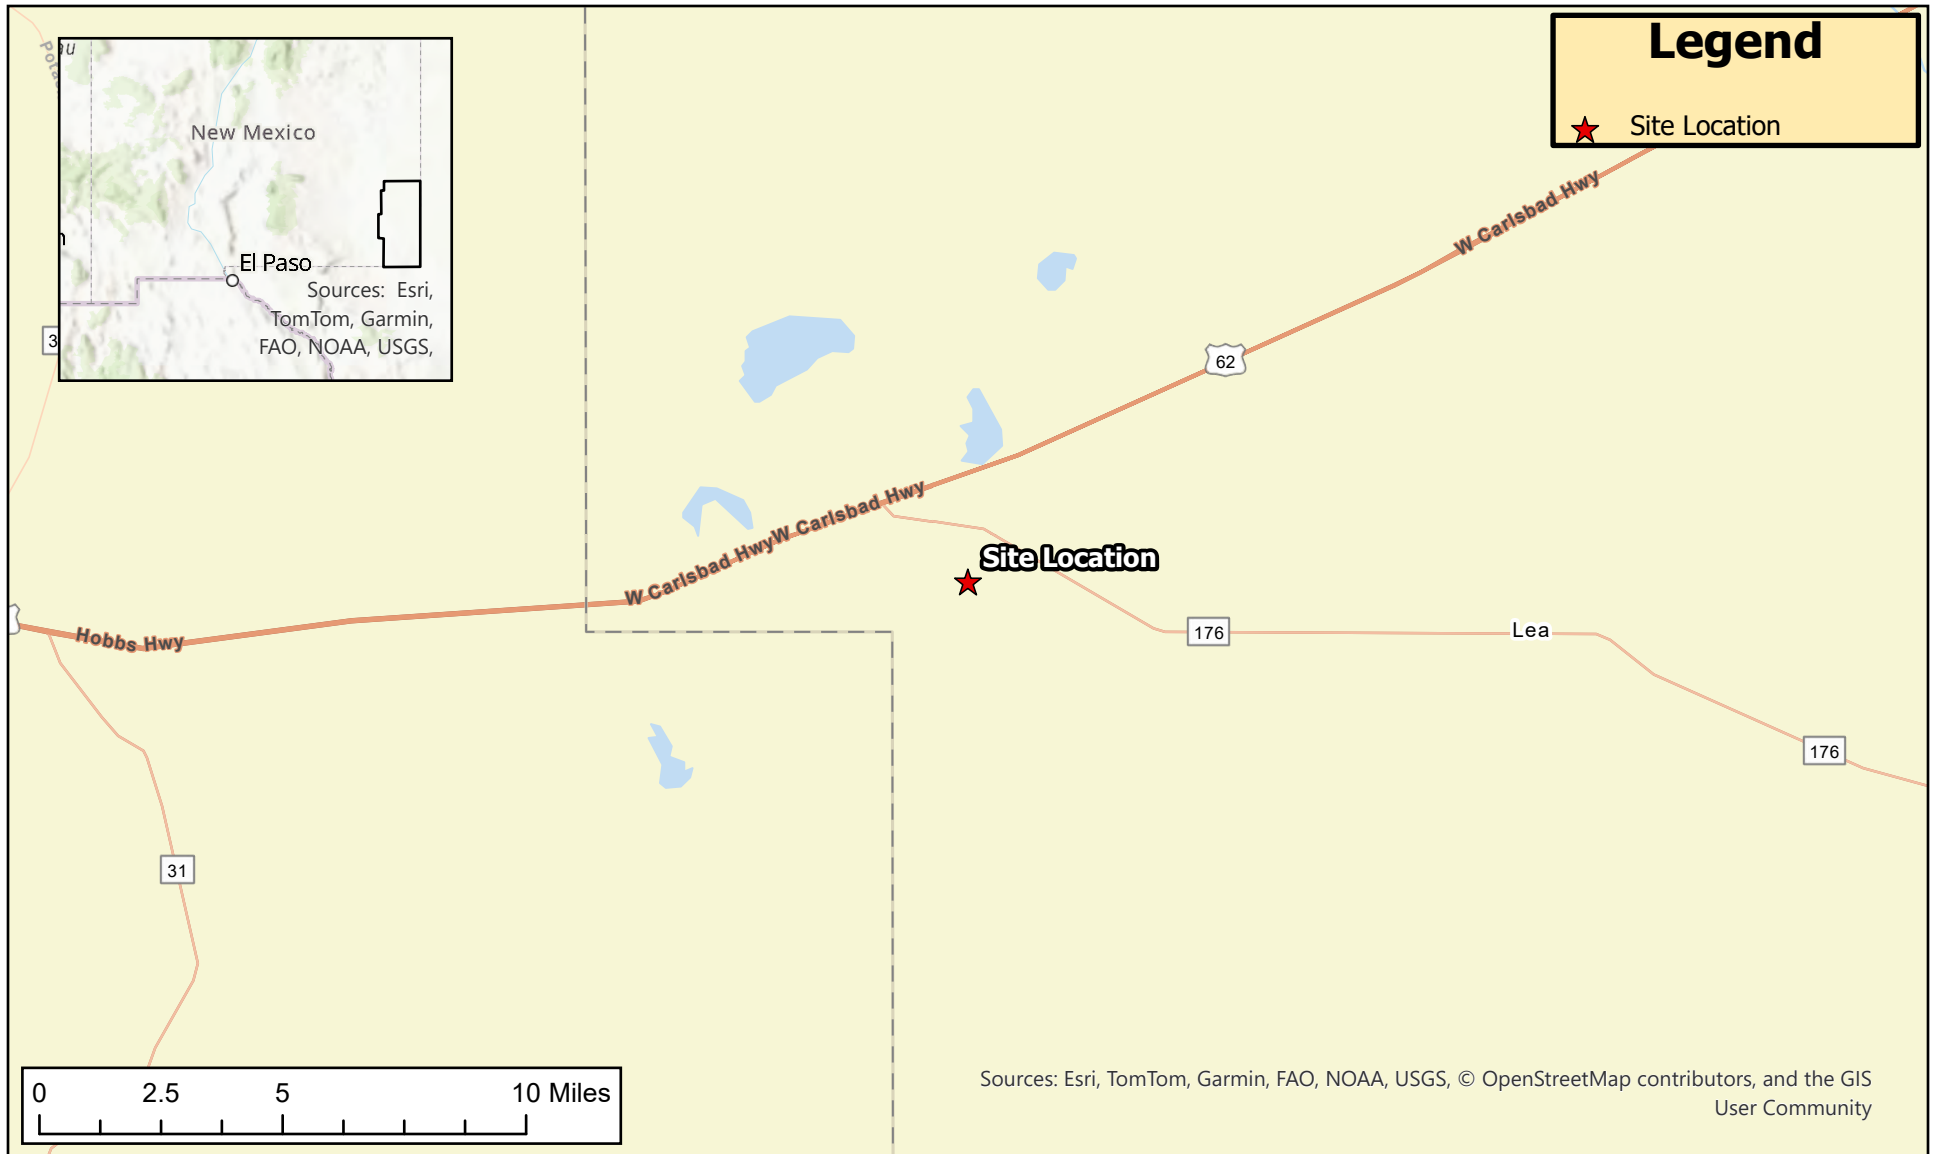 Legend
Site Location
New Mexico
El Paso
Sources: Esri,
TomTom, Garmin,
FAO, NOAA, USGS,
3
W Carlsbad Hwy
62
W Carlsbad Hwy
W Carlsbad Hwy
Site Location
Hobbs Hwy
176
Lea
176
31
0 2.5 5 10 Miles
Sources: Esri, TomTom, Garmin, FAO, NOAA, USGS, © OpenStreetMap contributors, and the GIS
User Community